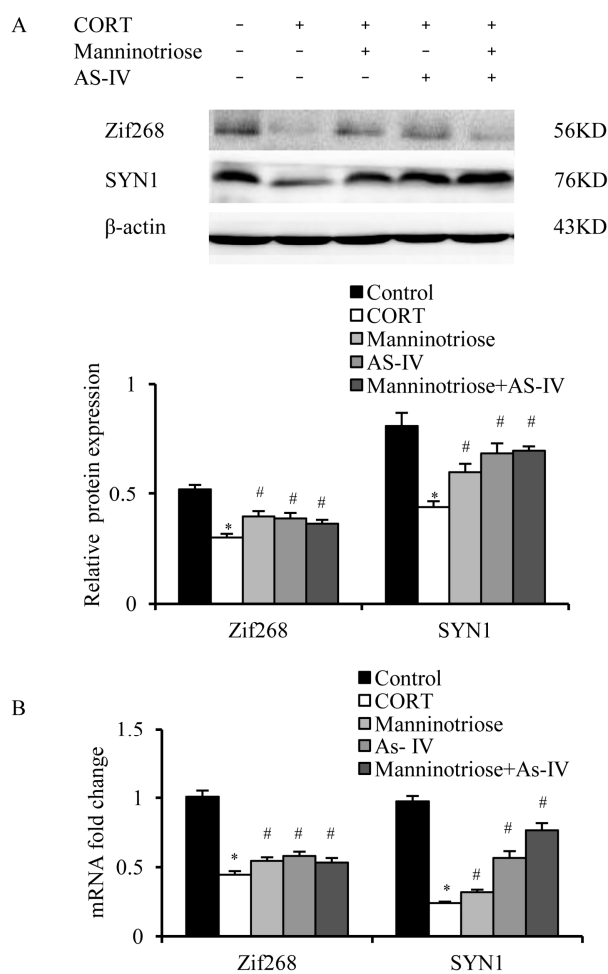 A
CORT - + + + +
Manninotriose - - + - +
AS-IV - - - + +
Zif268 56KD
SYN1 76KD
β-actin 43KD
Control
CORT
Manninotriose
AS-IV
Manninotriose+AS-IV
Relative protein expression
1
0.5
0
* # # #
* # # #
Zif268 SYN1
B
Control
CORT
Manninotriose
As- IV
Manninotriose+As-IV
mRNA fold change
1.5
1
0.5
0
* # # #
* # # #
Zif268 SYN1